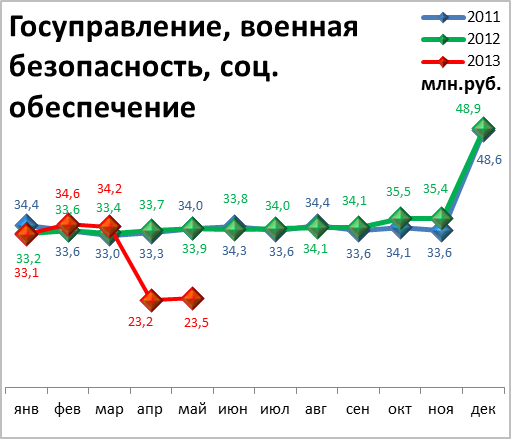 Госуправление, военная
безопасность, соц.
обеспечение
2011
2012
2013
млн.руб.
48,9
48,6
34,4 34,6 34,2 33,7 34,0 33,8 34,0 34,4 34,1 35,5 35,4
33,6 33,4
33,2 33,6 33,0 33,3 33,9 34,3 33,6 34,1 33,6 34,1 33,6
33,1
23,2 23,5
янв фев мар апр май июн июл авг сен окт ноя дек